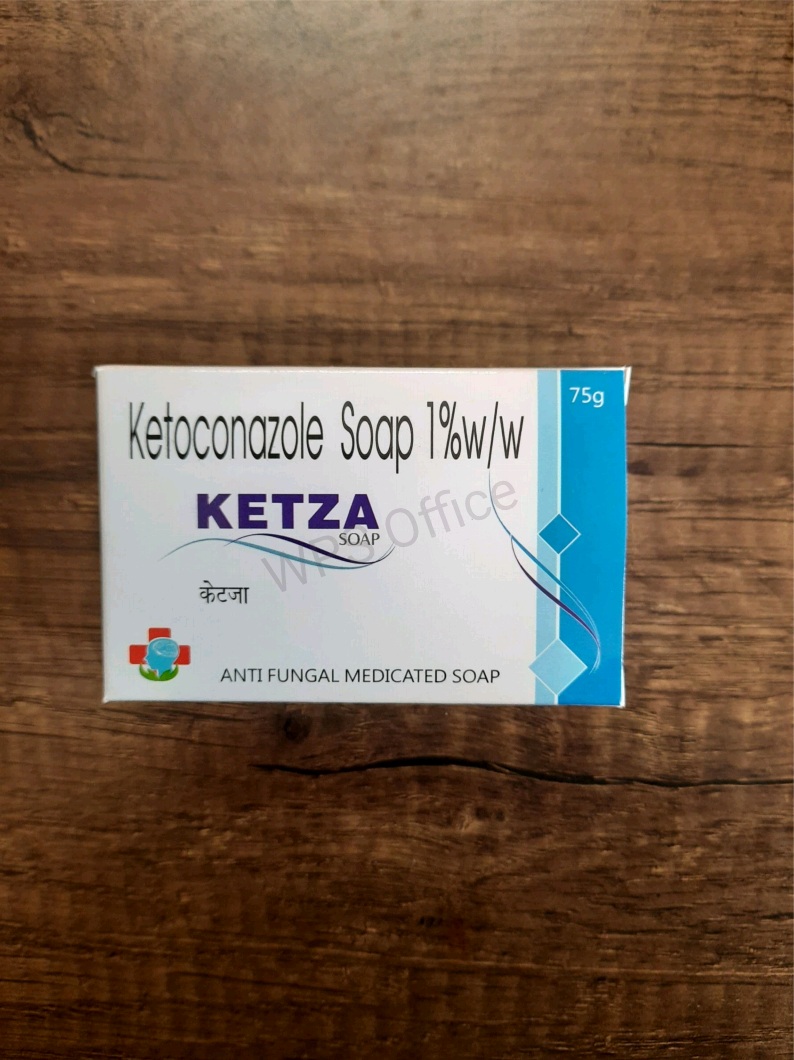 75g
Ketoconazole Soap 1%w/w
KETZA
SOAP
WPS Office
केटजा
ANTI FUNGAL MEDICATED SOAP